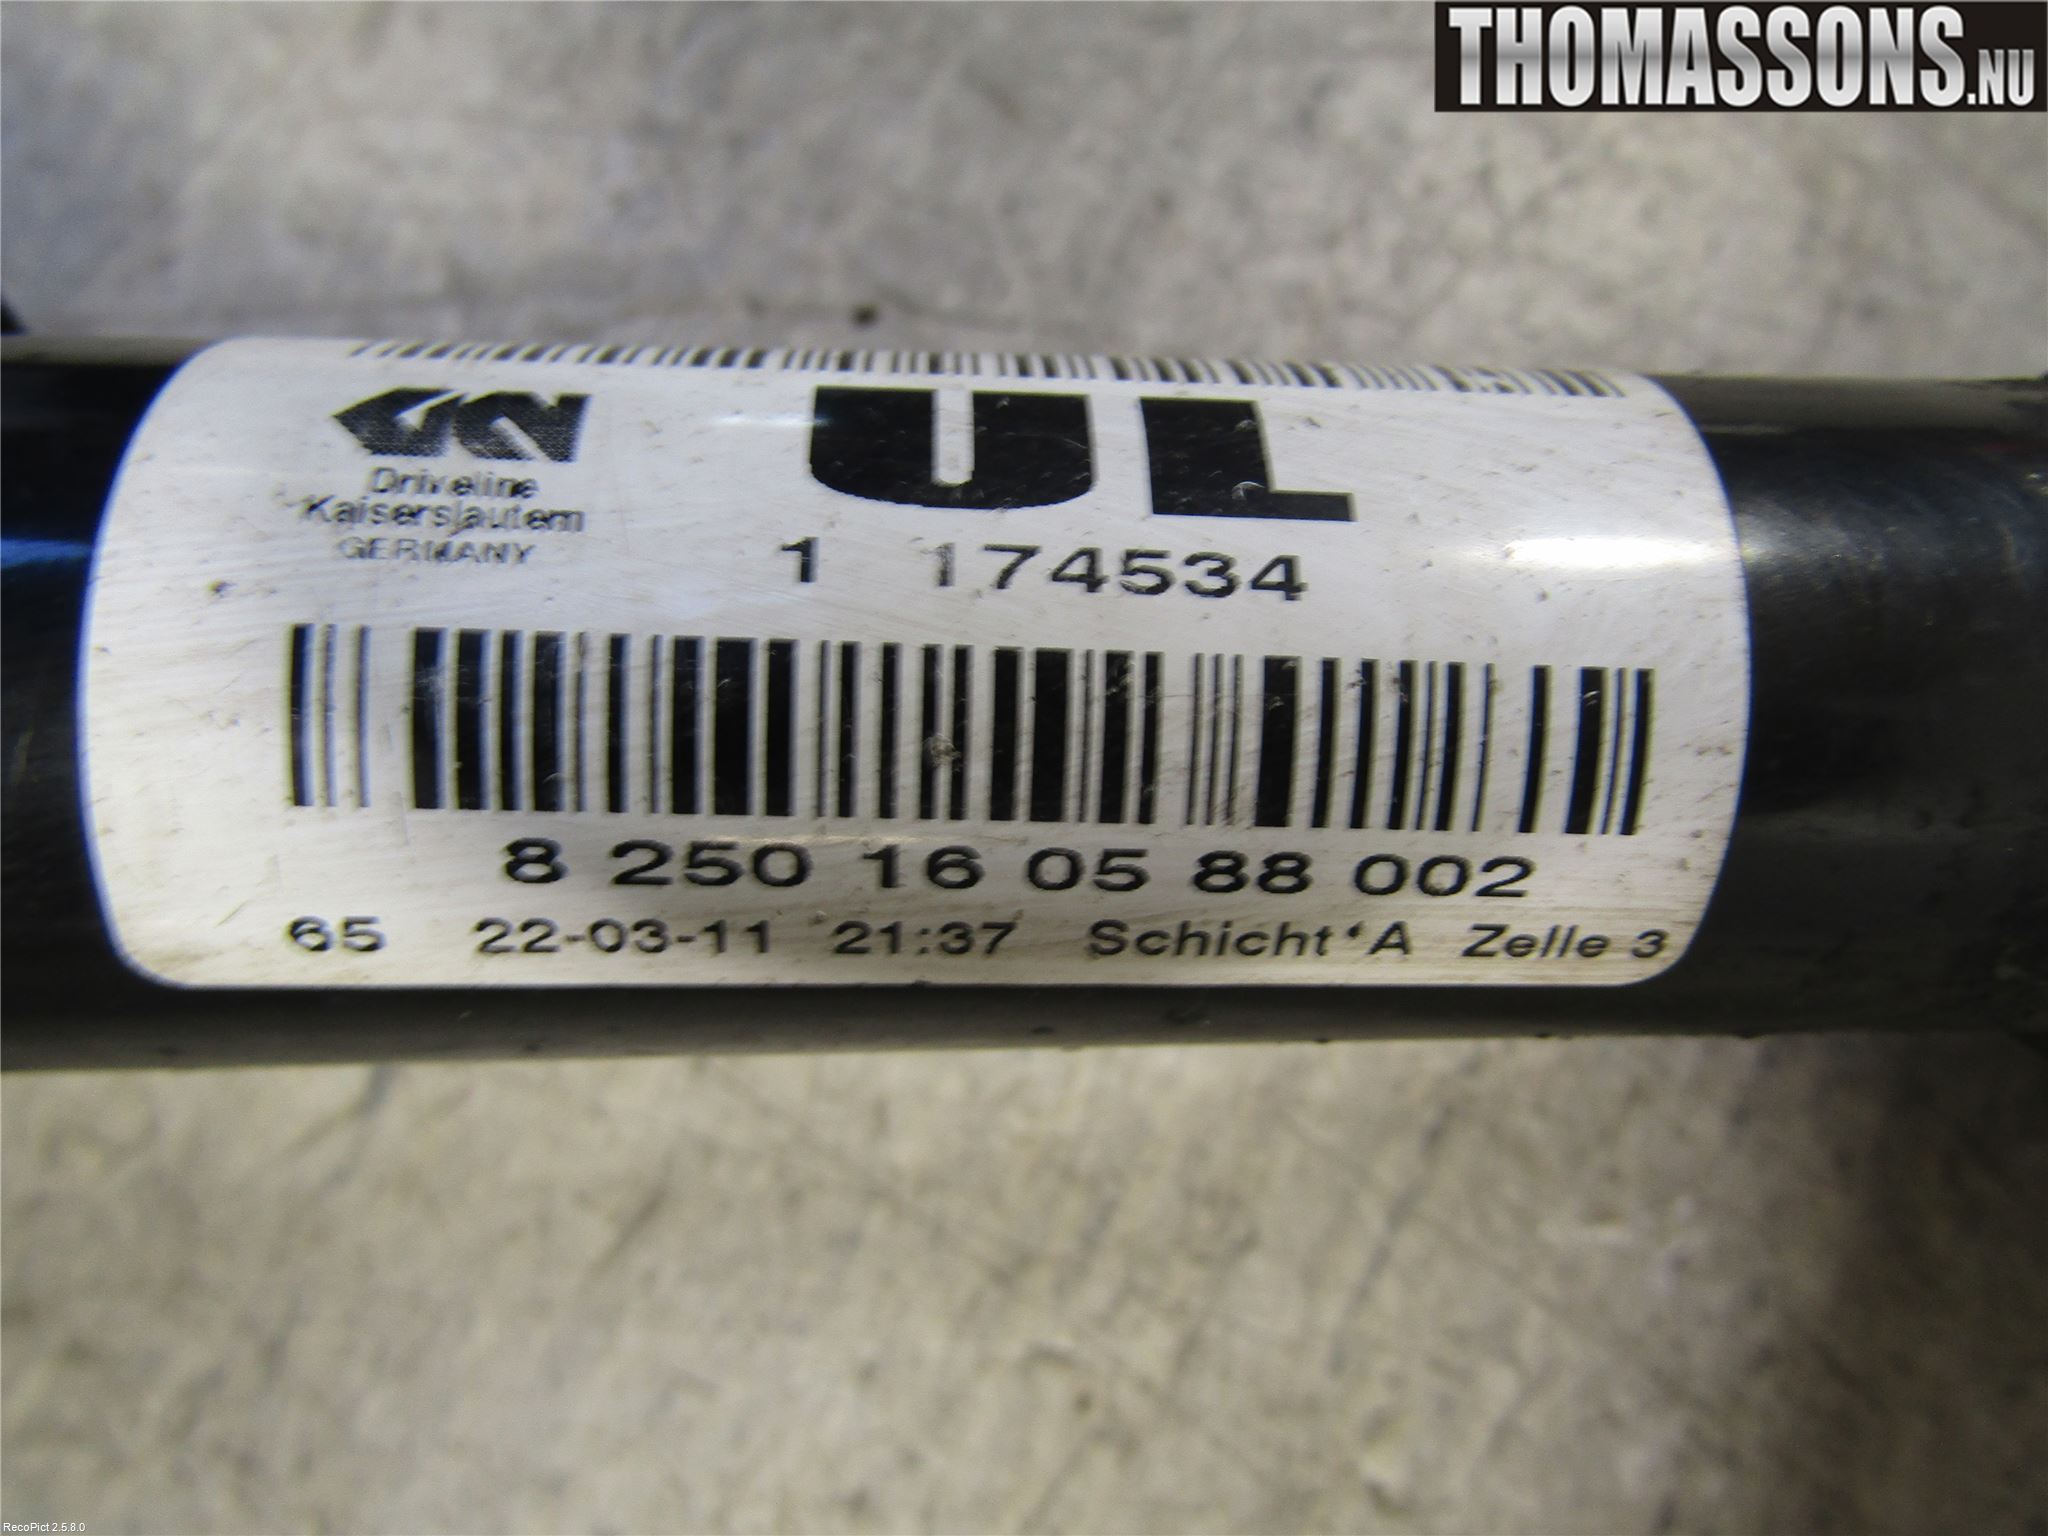 THOMASSONS.NU
GKN
Driveline
Kaiserslautern
GERMANY
UL
1 174534
8 250 16 05 88 002
65 22-03-11 21:37 Schicht'A Zelle 3
RecoPict 2.5.8.0